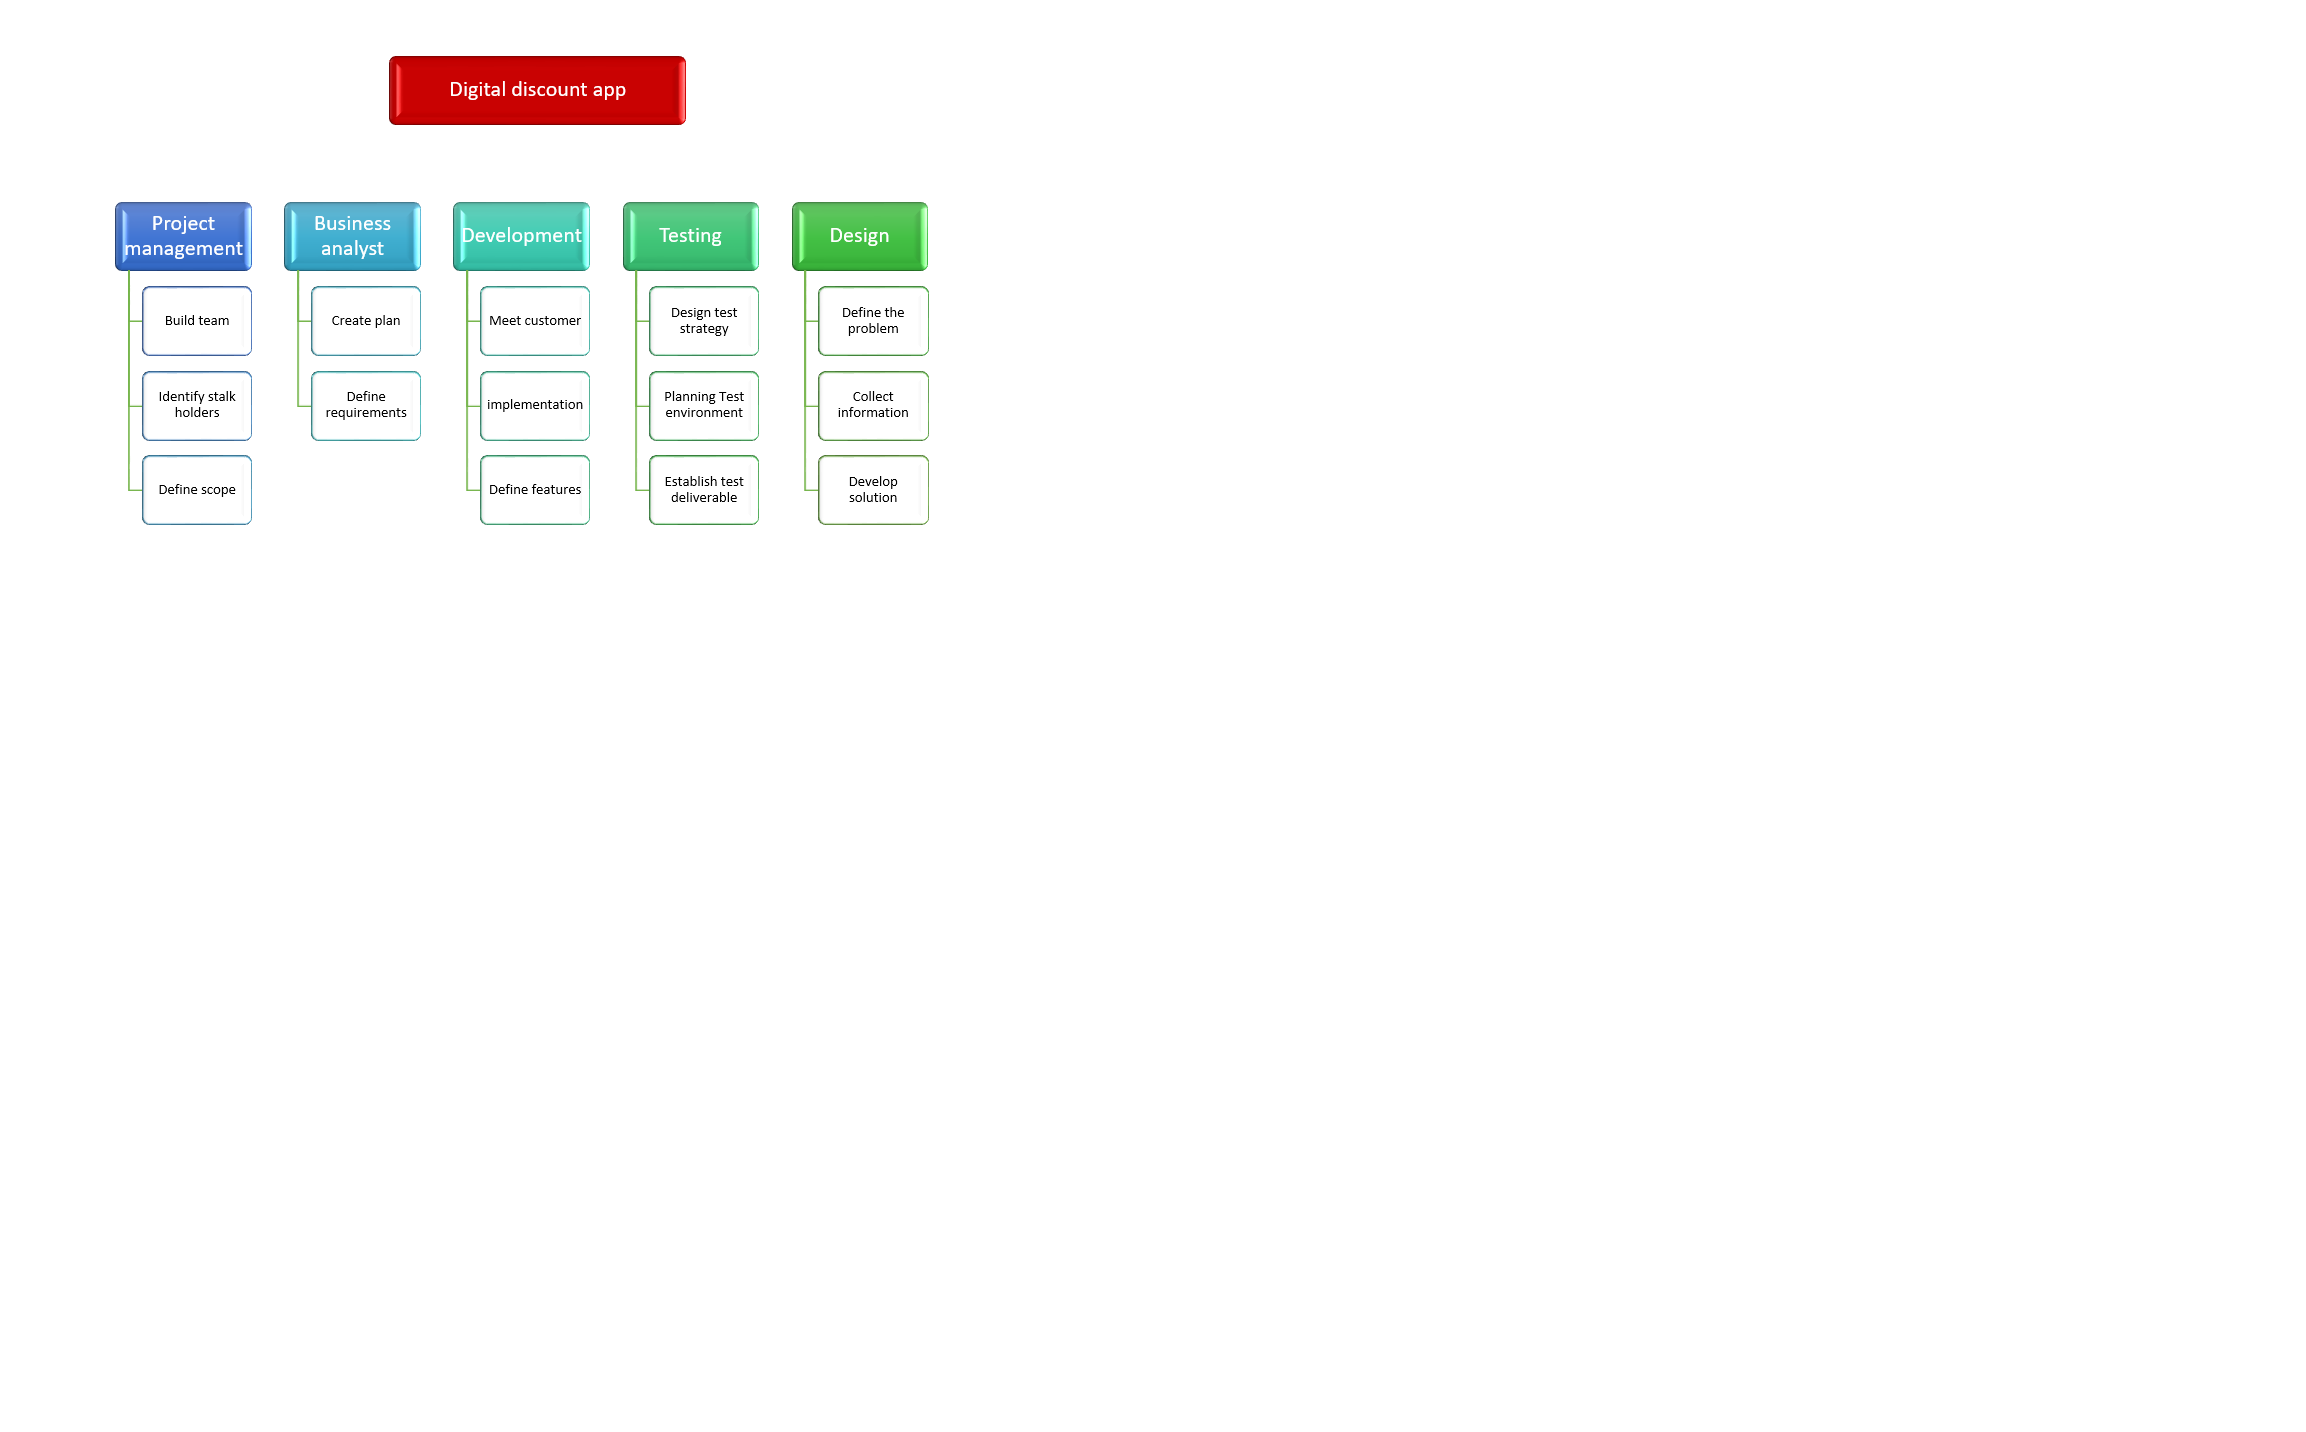 Digital discount app
Project
management
Build team
Identify stalk
holders
Define scope
Business
analyst
Create plan
Define
requirements
Development
Meet customer
implementation
Define features
Testing
Design test
strategy
Planning Test
environment
Establish test
deliverable
Design
Define the
problem
Collect
information
Develop
solution